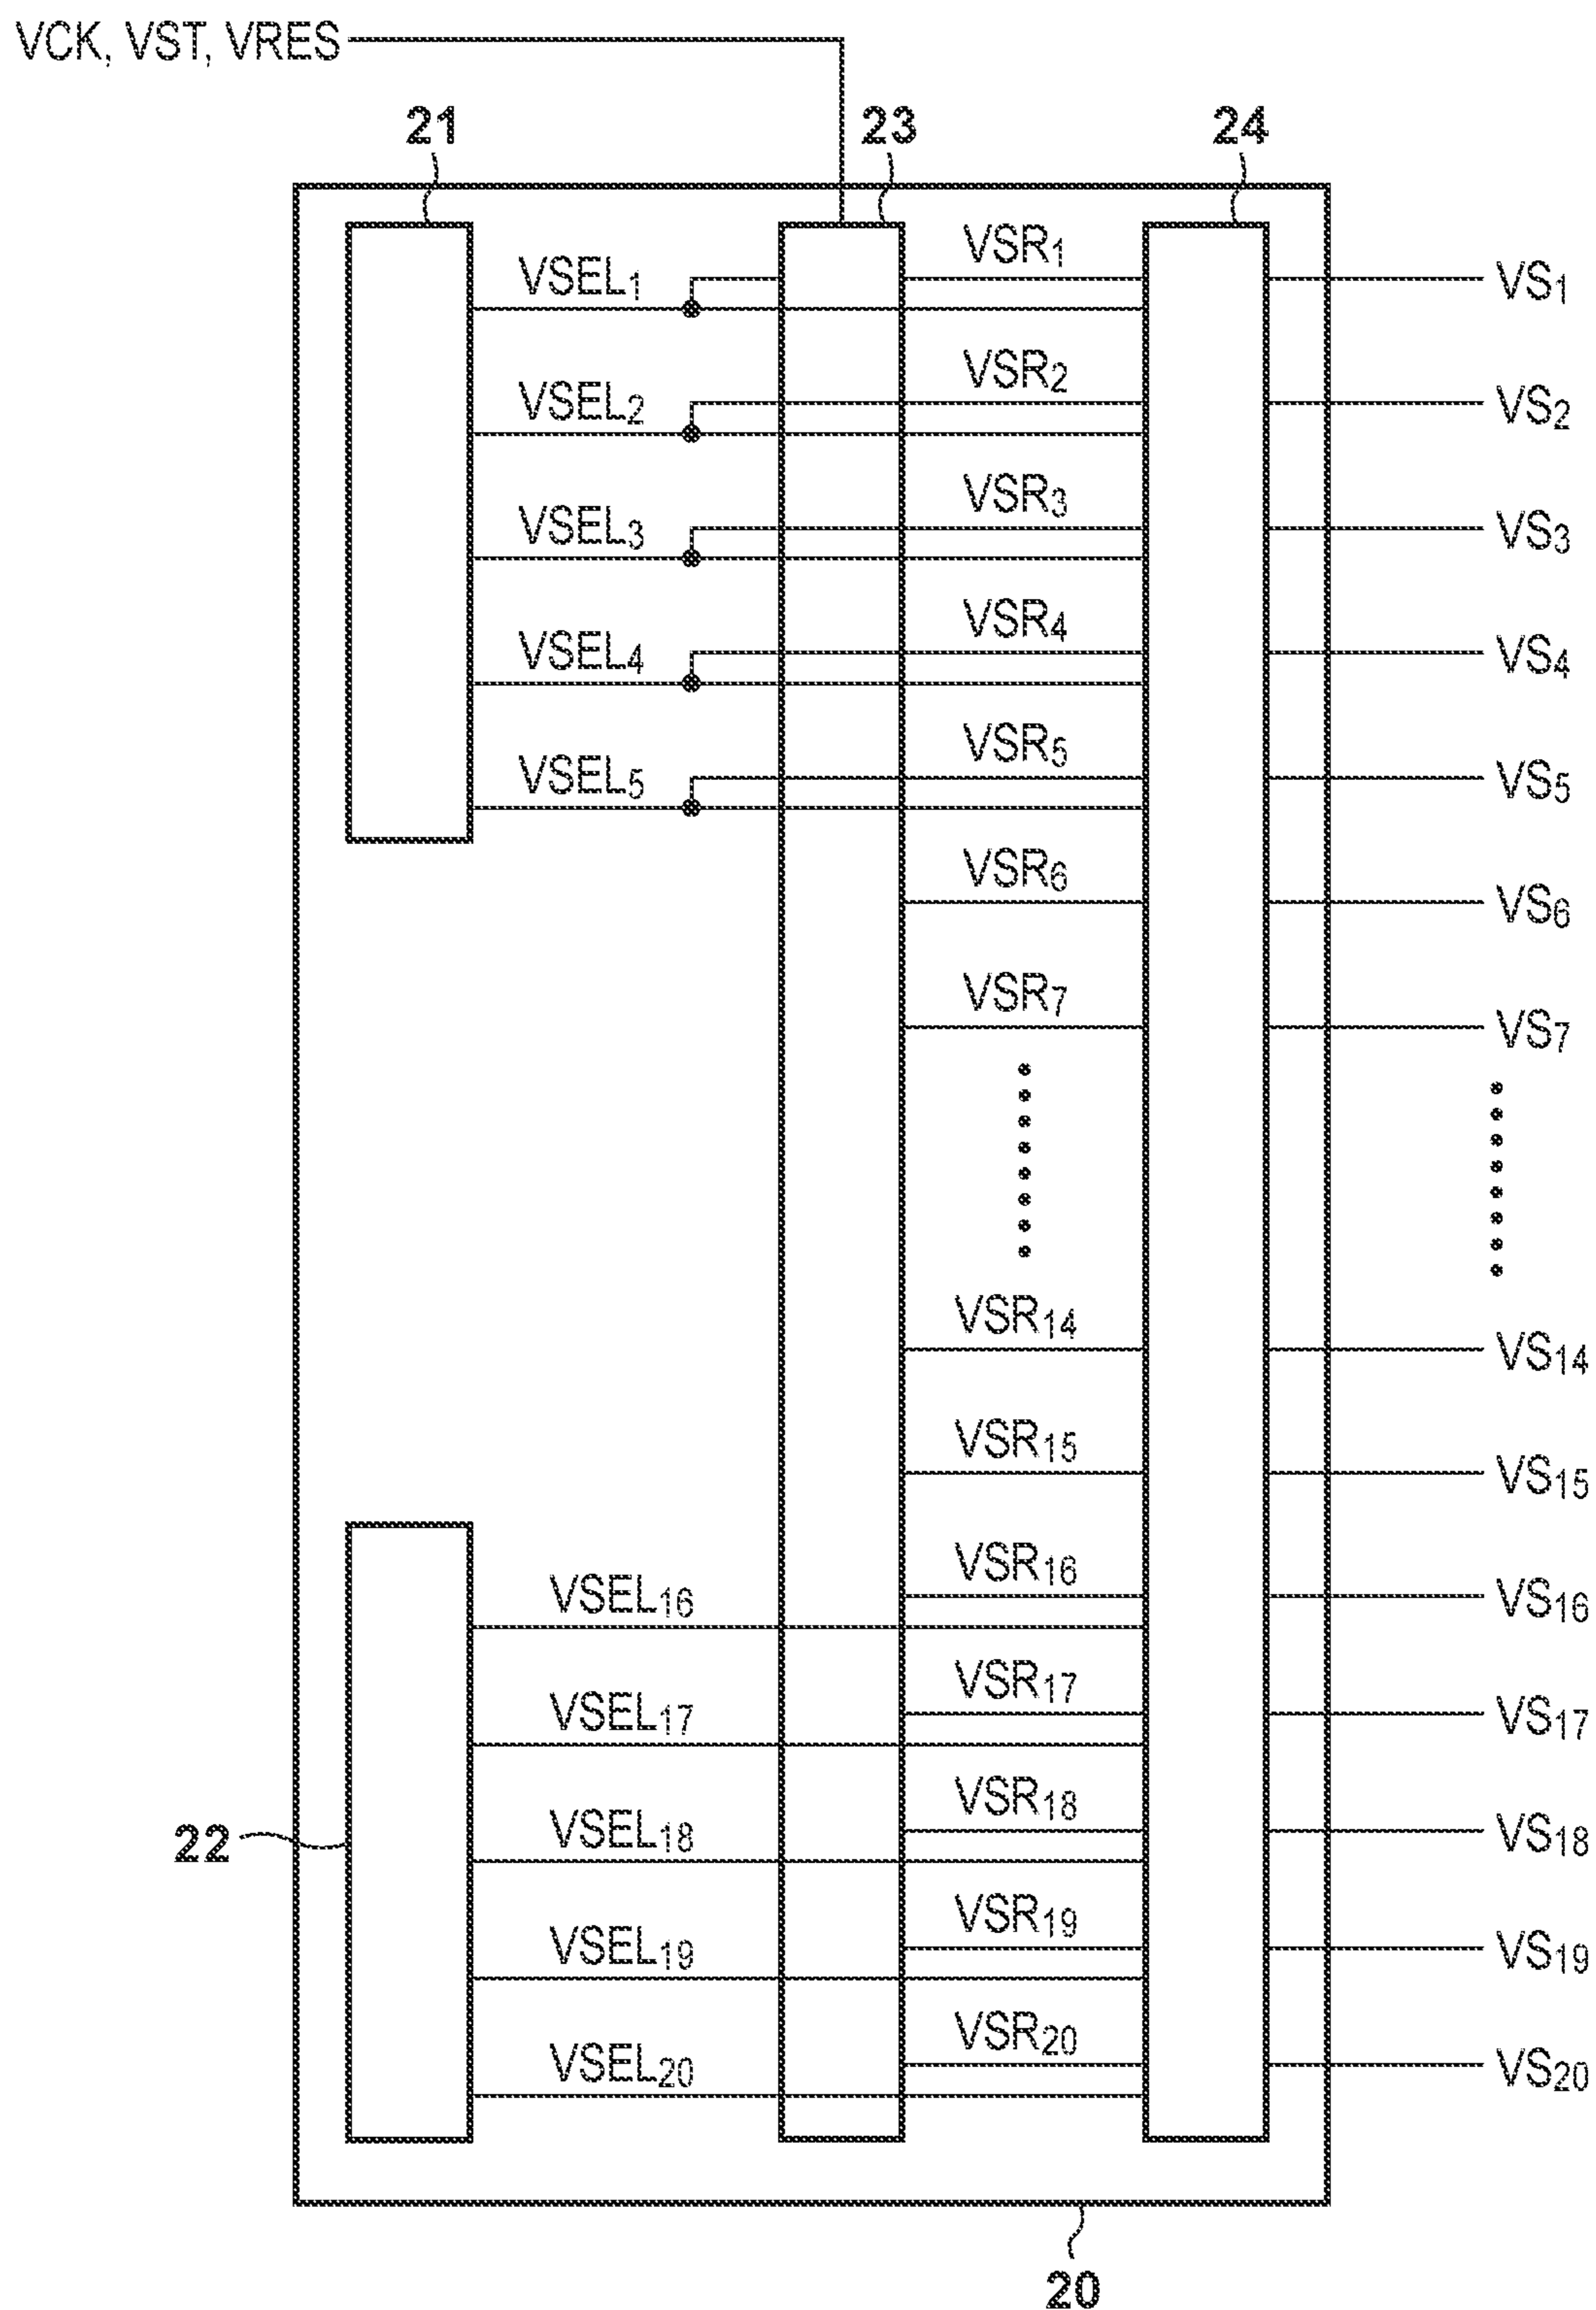 VCK, VST, VRES
21 23 24
VSEL1 VSR1 VS1
VSEL2 VSR2 VS2
VSEL3 VSR3 VS3
VSEL4 VSR4 VS4
VSEL5 VSR5 VS5
VSR6 VS6
VSR7 VS7
VSR14 VS14
VSR15 VS15
VSEL16 VSR16 VS16
VSEL17 VSR17 VS17
22 VSEL18 VSR18 VS18
VSEL19 VSR19 VS19
VSEL20 VSR20 VS20
20